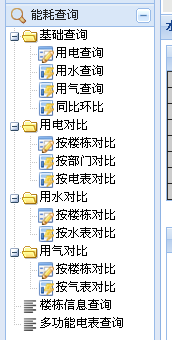 能耗查询
基础查询
用电查询
用水查询
用气查询
同比环比
用电对比
按楼栋对比
按部门对比
按电表对比
用水对比
按楼栋对比
按水表对比
用气对比
按楼栋对比
按气表对比
楼栋信息查询
多功能电表查询